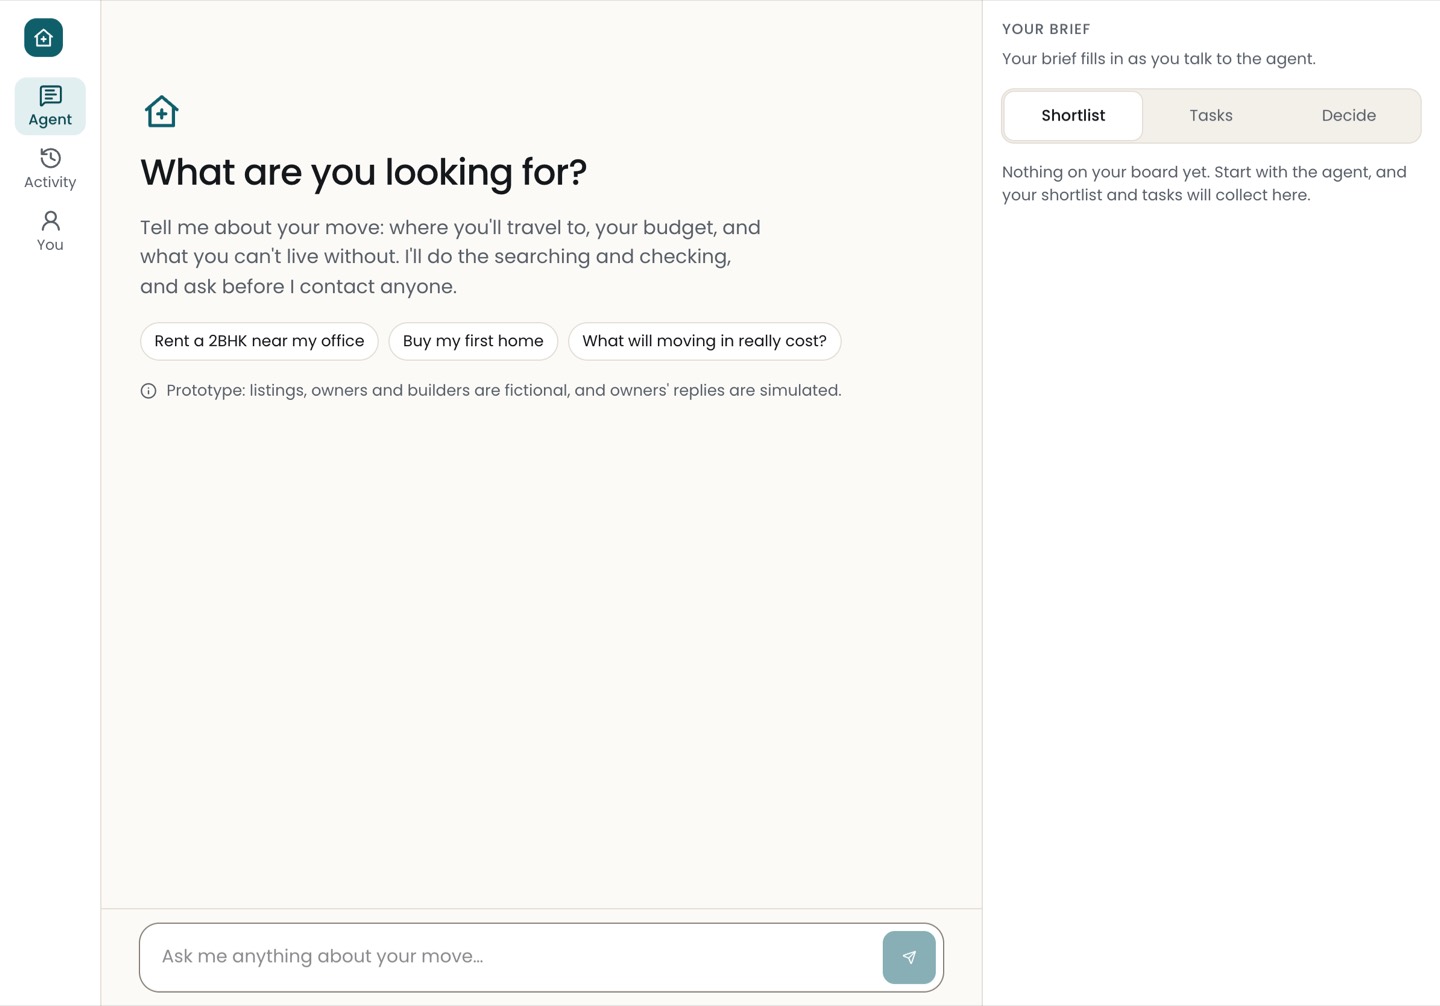 Agent
Activity
You
What are you looking for?
Tell me about your move: where you'll travel to, your budget, and
what you can't live without. I'll do the searching and checking,
and ask before I contact anyone.
Rent a 2BHK near my office
Buy my first home
What will moving in really cost?
Prototype: listings, owners and builders are fictional, and owners' replies are simulated.
Ask me anything about your move...
YOUR BRIEF
Your brief fills in as you talk to the agent.
Shortlist
Tasks
Decide
Nothing on your board yet. Start with the agent, and
your shortlist and tasks will collect here.